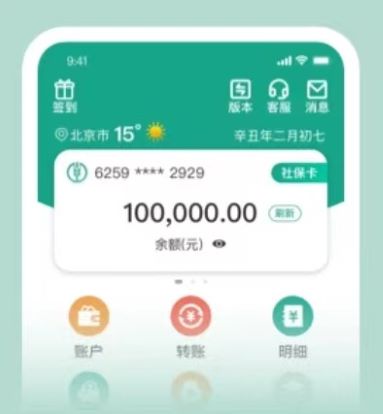 9:41
签到
版本
客服
消息
北京市 15° 辛丑年二月初七
6259 **** 2929 社保卡
100,000.00 刷新
余额(元)
账户
转账
明细